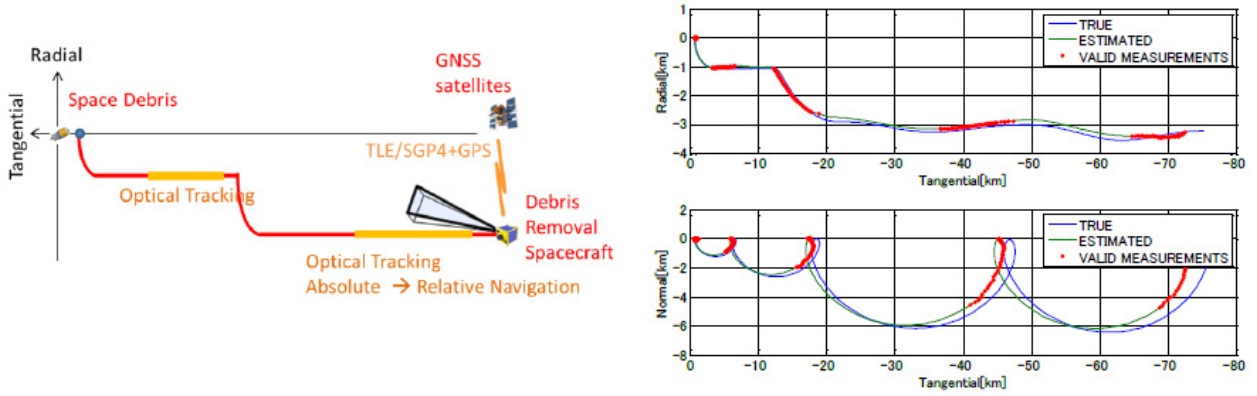 Radial
Tangential
Space Debris
GNSS
satellites
TLE/SGP4+GPS
Optical Tracking
Debris
Removal
Spacecraft
Optical Tracking
Absolute → Relative Navigation
TRUE
ESTIMATED
VALID MEASUREMENTS
Radial[km]
1
0
-1
-2
-3
-4
0
-10
-20
-30
-40
-50
-60
-70
-80
Tangential[km]
TRUE
ESTIMATED
VALID MEASUREMENTS
Normal[km]
2
0
-2
-4
-6
-8
0
-10
-20
-30
-40
-50
-60
-70
-80
Tangential[km]